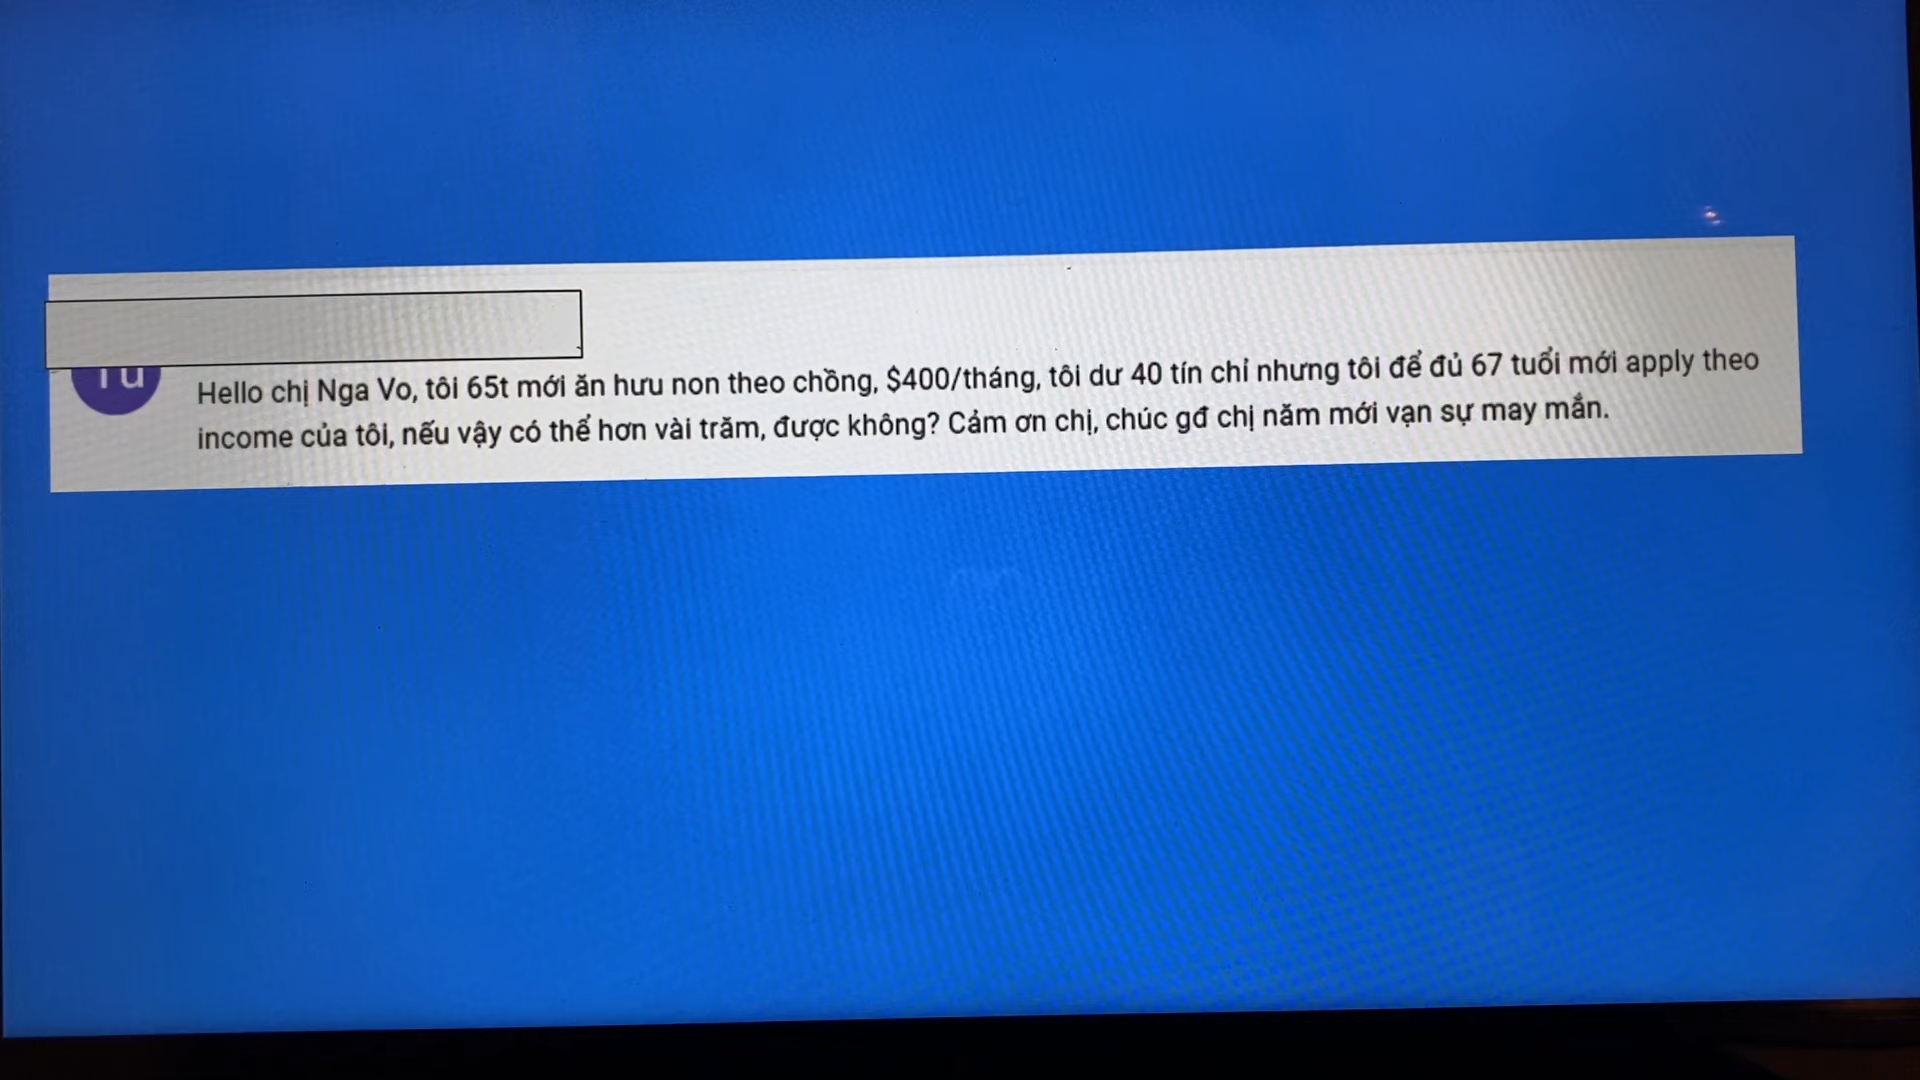 Tu
Hello chị Nga Vo, tôi 65t mới ăn hưu non theo chồng, $400/tháng, tôi dư 40 tín chỉ nhưng tôi để đủ 67 tuổi mới apply theo
income của tôi, nếu vậy có thể hơn vài trăm, được không? Cảm ơn chị, chúc gđ chị năm mới vạn sự may mắn.